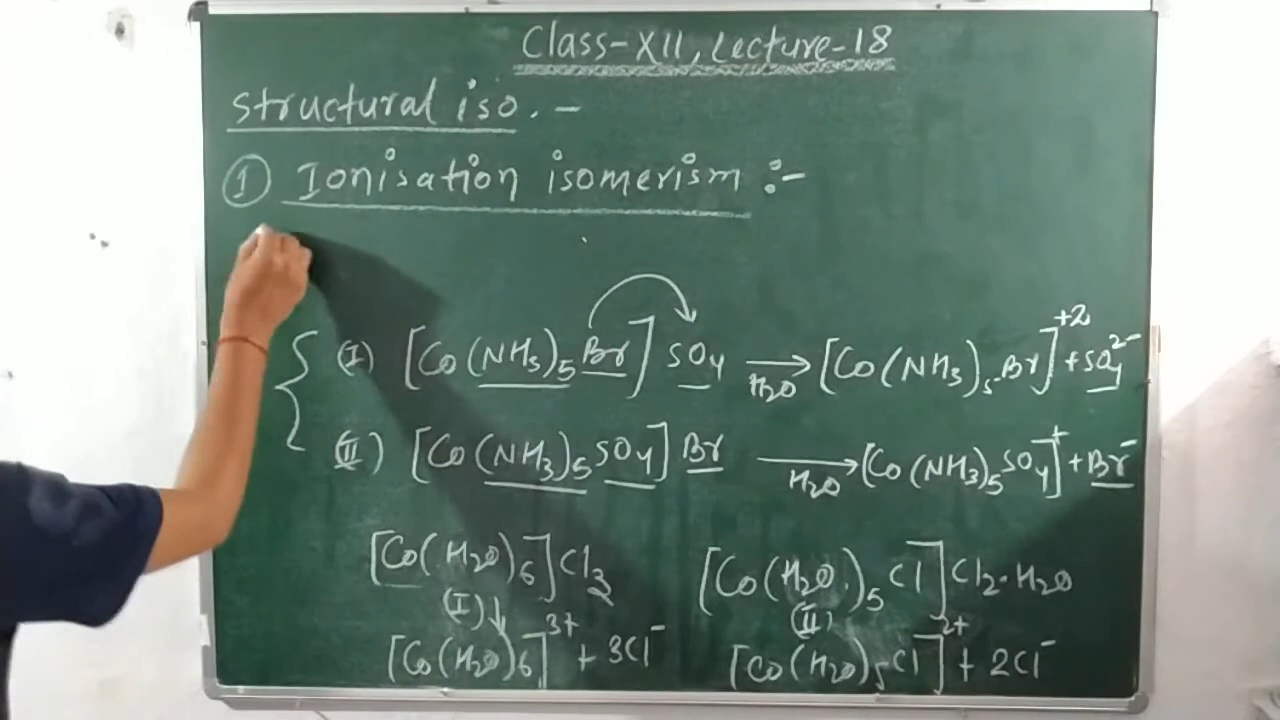 Class-XII, Lecture-18
Structural iso. -
① Ionisation isomerism :-
(I) [Co(NH3)5Br] SO4 →H2O [Co(NH3)5Br]+2 + SO4 2-
(II) [Co(NH3)5SO4] Br →H2O [Co(NH3)5SO4]+ + Br-
[Co(H2O)6]Cl3
[Co(H2O)5Cl]Cl2·H2O
(I) ↓
(II)
[Co(H2O)6]3+ + 3Cl-
[Co(H2O)5Cl]2+ + 2Cl-